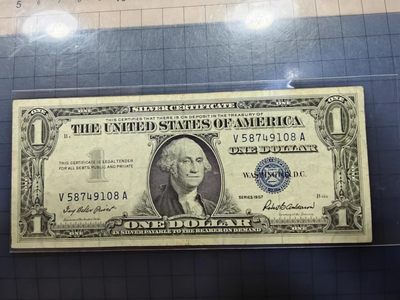 SILVER CERTIFICATE
THIS CERTIFIES THAT THERE IS ON DEPOSIT IN THE TREASURY OF
THE UNITED STATES OF AMERICA
ONE
ONE
1
1
V 58749108 A
ONE DOLLAR
THIS CERTIFICATE IS LEGAL TENDER
FOR ALL DEBTS, PUBLIC AND PRIVATE
WASHINGTON, D.C.
V 58749108 A
SERIES 1957
1
1
ONE DOLLAR
IN SILVER PAYABLE TO THE BEARER ON DEMAND